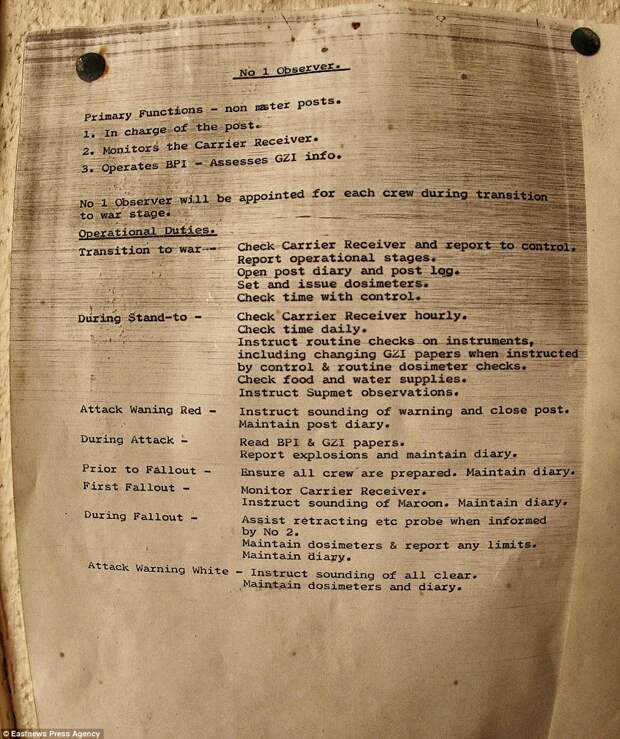 No 1 Observer.
Primary Functions - non master posts.
1. In charge of the post.
2. Monitors the Carrier Receiver.
3. Operates BPI - Assesses GZI info.
No 1 Observer will be appointed for each crew during transition
to war stage.
Operational Duties.
Transition to war - Check Carrier Receiver and report to control.
Report operational stages.
Open post diary and post log.
Set and issue dosimeters.
Check time with control.
During Stand-to - Check Carrier Receiver hourly.
Check time daily.
Instruct routine checks on instruments,
including changing GZI papers when instructed
by control & routine dosimeter checks.
Check food and water supplies.
Instruct Supmet observations.
Attack Waning Red - Instruct sounding of warning and close post.
Maintain post diary.
During Attack - Read BPI & GZI papers.
Report explosions and maintain diary.
Prior to Fallout - Ensure all crew are prepared. Maintain diary.
First Fallout - Monitor Carrier Receiver.
Instruct sounding of Maroon. Maintain diary.
During Fallout - Assist retracting etc probe when informed
by No 2.
Maintain dosimeters & report any limits.
Maintain diary.
Attack Warning White - Instruct sounding of all clear.
Maintain dosimeters and diary.
© Eastnews Press Agency